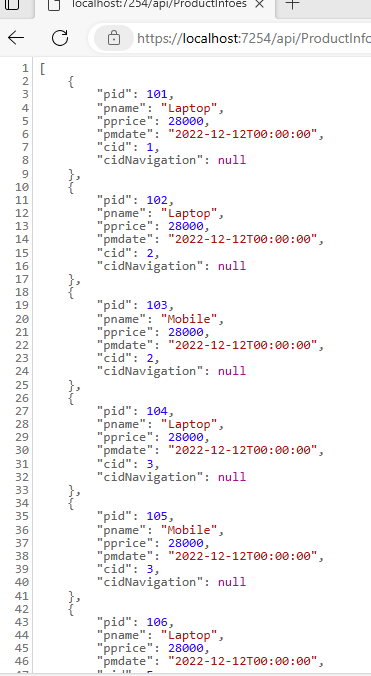 localhost:7254/api/ProductInfoes
https://localhost:7254/api/ProductInfo
1 [
2 {
3 "pid": 101,
4 "pname": "Laptop",
5 "pprice": 28000,
6 "pmdate": "2022-12-12T00:00:00",
7 "cid": 1,
8 "cidNavigation": null
9 },
10 {
11 "pid": 102,
12 "pname": "Laptop",
13 "pprice": 28000,
14 "pmdate": "2022-12-12T00:00:00",
15 "cid": 2,
16 "cidNavigation": null
17 },
18 {
19 "pid": 103,
20 "pname": "Mobile",
21 "pprice": 28000,
22 "pmdate": "2022-12-12T00:00:00",
23 "cid": 2,
24 "cidNavigation": null
25 },
26 {
27 "pid": 104,
28 "pname": "Laptop",
29 "pprice": 28000,
30 "pmdate": "2022-12-12T00:00:00",
31 "cid": 3,
32 "cidNavigation": null
33 },
34 {
35 "pid": 105,
36 "pname": "Mobile",
37 "pprice": 28000,
38 "pmdate": "2022-12-12T00:00:00",
39 "cid": 3,
40 "cidNavigation": null
41 },
42 {
43 "pid": 106,
44 "pname": "Laptop",
45 "pprice": 28000,
46 "pmdate": "2022-12-12T00:00:00",